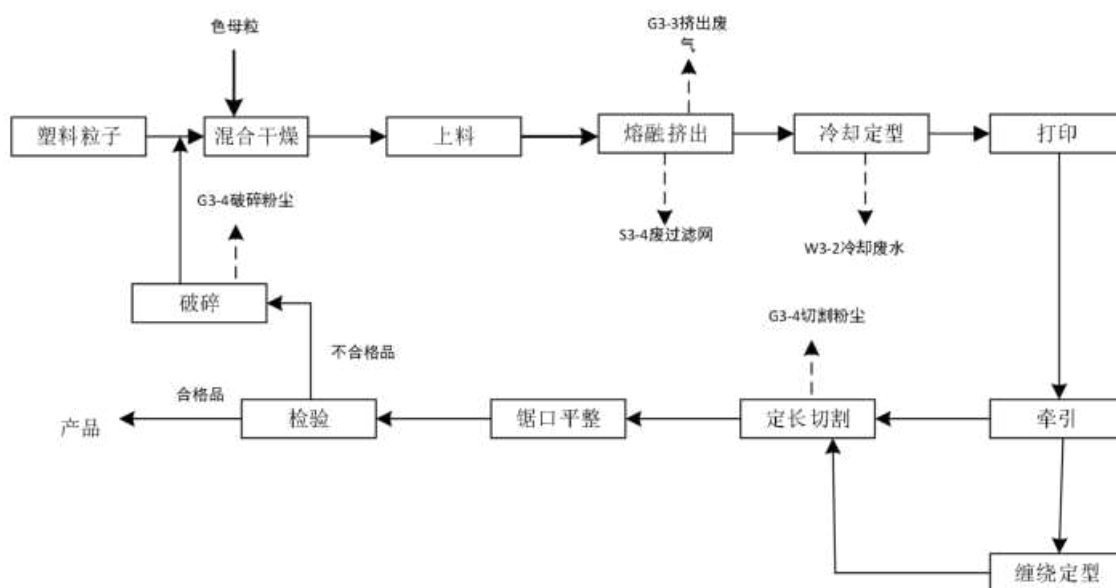 色母粒
G3-3挤出废
气
塑料粒子
混合干燥
上料
熔融挤出
冷却定型
打印
G3-4破碎粉尘
S3-4废过滤网
W3-2冷却废水
破碎
G3-4切割粉尘
不合格品
合格品
产品
检验
锯口平整
定长切割
牵引
缠绕定型